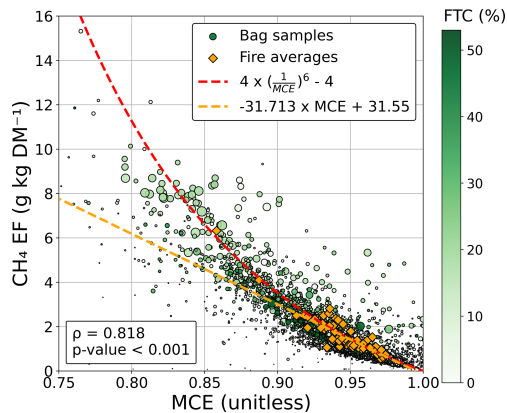 FTC (%)
16
14
12
10
8
6
4
2
0
CH₄ EF (g kg DM⁻¹)
Bag samples
Fire averages
4 x (1/MCE)⁶ - 4
-31.713 x MCE + 31.55
ρ = 0.818
p-value < 0.001
0.75 0.80 0.85 0.90 0.95 1.00
MCE (unitless)
50
40
30
20
10
0